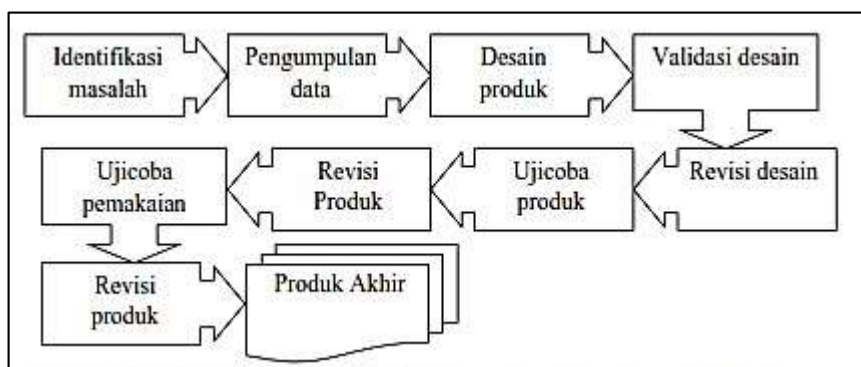 Identifikasi
masalah
Pengumpulan
data
Desain
produk
Validasi desain
Revisi desain
Ujicoba
produk
Revisi
Produk
Ujicoba
pemakaian
Revisi
produk
Produk Akhir